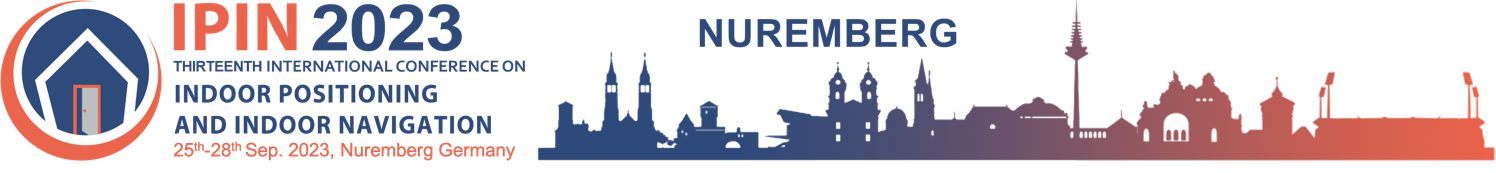 IPIN 2023
THIRTEENTH INTERNATIONAL CONFERENCE ON
INDOOR POSITIONING
AND INDOOR NAVIGATION
25th-28th Sep. 2023, Nuremberg Germany
NUREMBERG